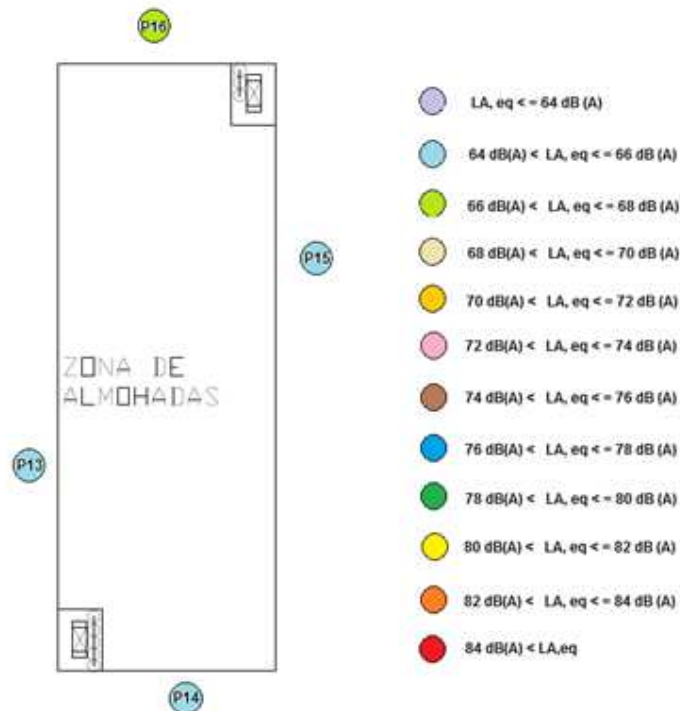 P16
LA, eq < = 64 dB (A)
64 dB(A) < LA, eq < = 66 dB (A)
66 dB(A) < LA, eq < = 68 dB (A)
P15
68 dB(A) < LA, eq < = 70 dB (A)
70 dB(A) < LA, eq < = 72 dB (A)
72 dB(A) < LA, eq < = 74 dB (A)
ZONA DE
ALMOHADAS
74 dB(A) < LA, eq < = 76 dB (A)
P13
76 dB(A) < LA, eq < = 78 dB (A)
78 dB(A) < LA, eq < = 80 dB (A)
80 dB(A) < LA, eq < = 82 dB (A)
82 dB(A) < LA, eq < = 84 dB (A)
84 dB(A) < LA,eq
P14